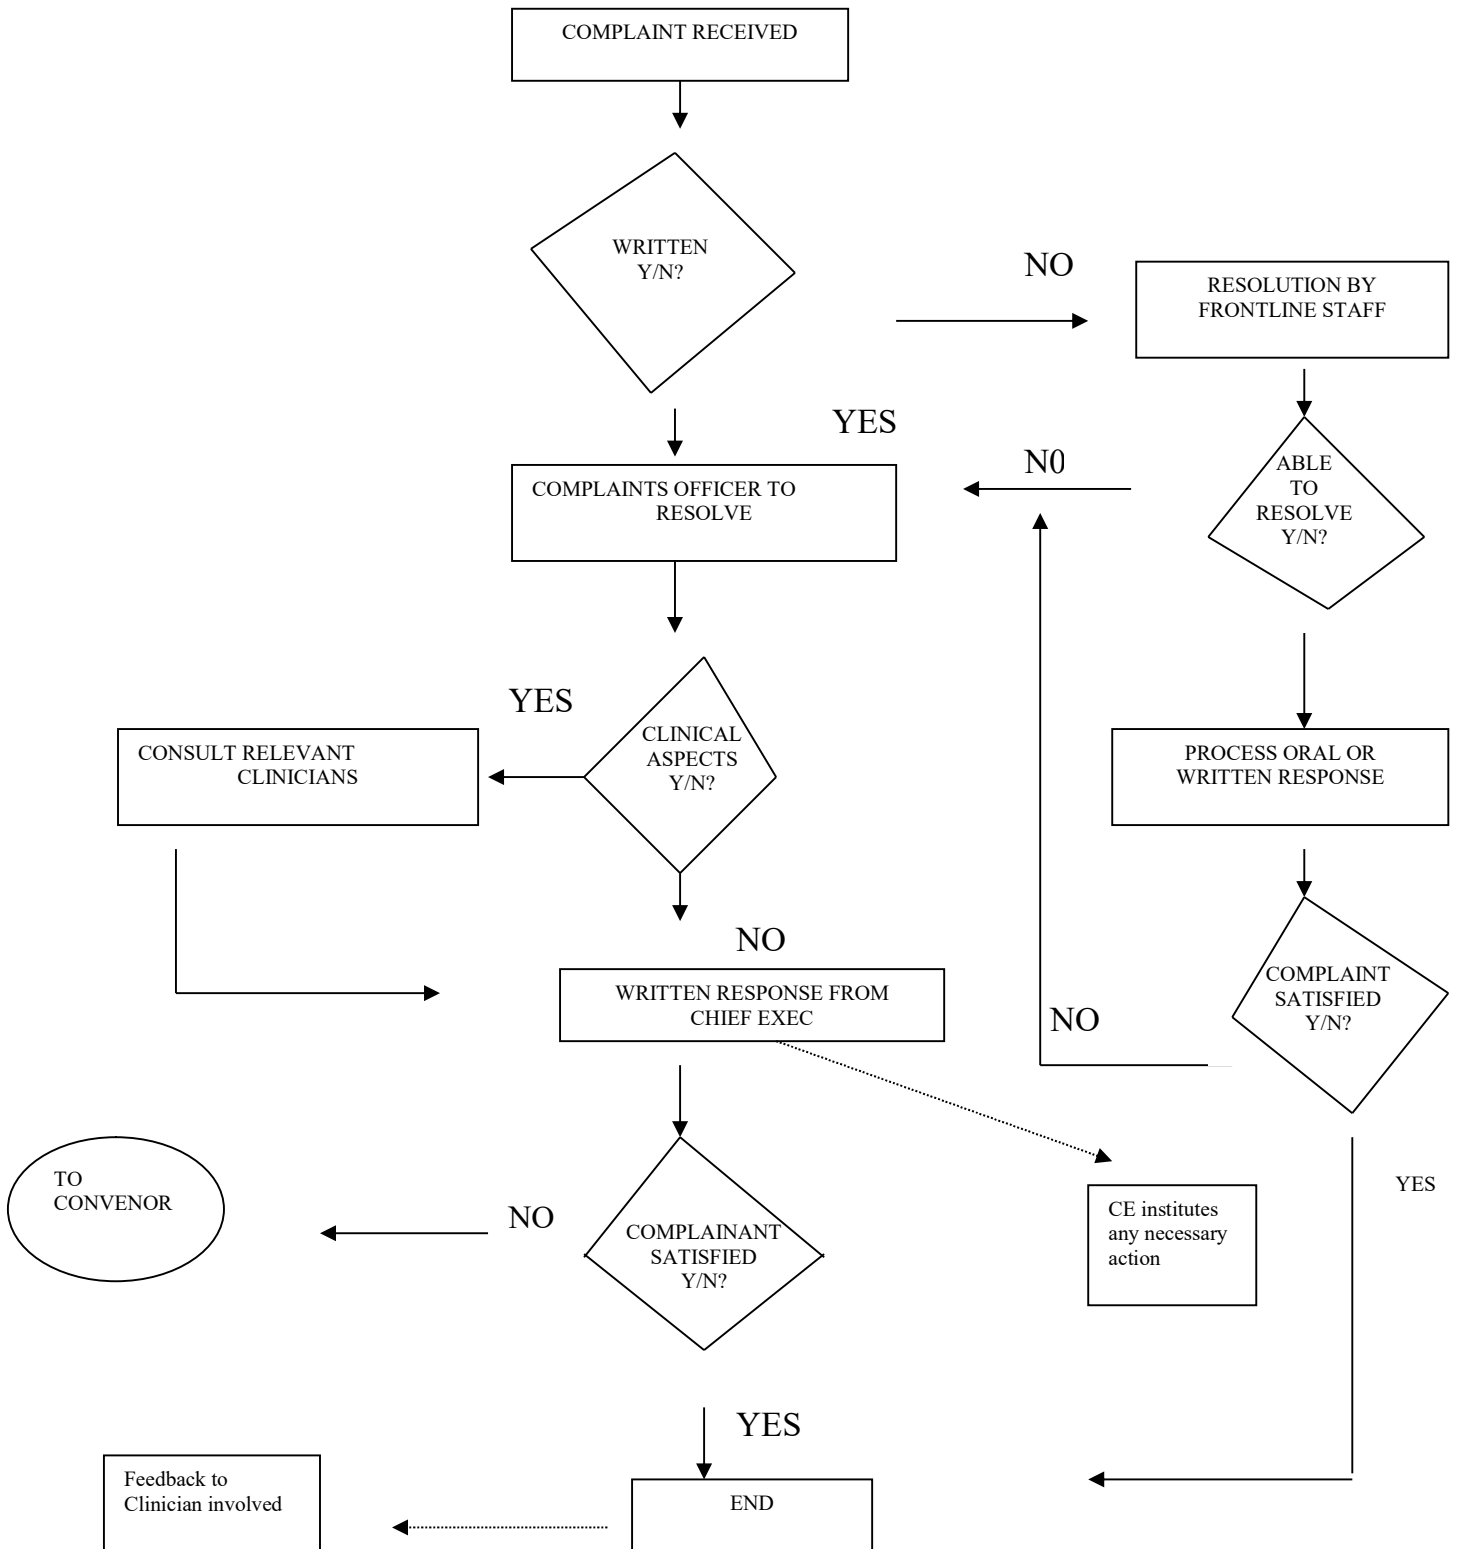 COMPLAINT RECEIVED
WRITTEN
Y/N?
NO
RESOLUTION BY
FRONTLINE STAFF
YES
N0
COMPLAINTS OFFICER TO
RESOLVE
ABLE
TO
RESOLVE
Y/N?
YES
CLINICAL
ASPECTS
Y/N?
CONSULT RELEVANT
CLINICIANS
PROCESS ORAL OR
WRITTEN RESPONSE
NO
WRITTEN RESPONSE FROM
CHIEF EXEC
COMPLAINT
SATISFIED
Y/N?
NO
TO
CONVENOR
NO
COMPLAINANT
SATISFIED
Y/N?
CE institutes
any necessary
action
YES
YES
Feedback to
Clinician involved
END